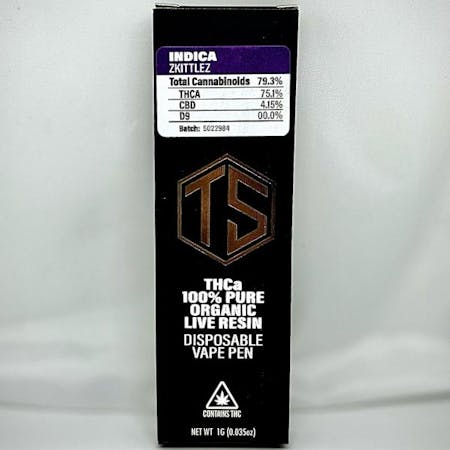 INDICA
ZKITTLEZ
Total Cannabinoids 79.3%
THCA 75.1%
CBD 4.15%
D9 00.0%
Batch: 5022984
TS
THCa
100% PURE
ORGANIC
LIVE RESIN
DISPOSABLE
VAPE PEN
CONTAINS THC
NET WT 1G (0.035oz)